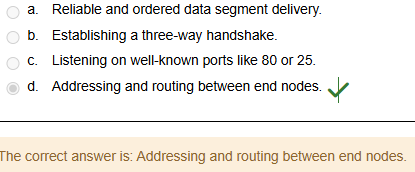 a. Reliable and ordered data segment delivery.
b. Establishing a three-way handshake.
c. Listening on well-known ports like 80 or 25.
d. Addressing and routing between end nodes.
The correct answer is: Addressing and routing between end nodes.